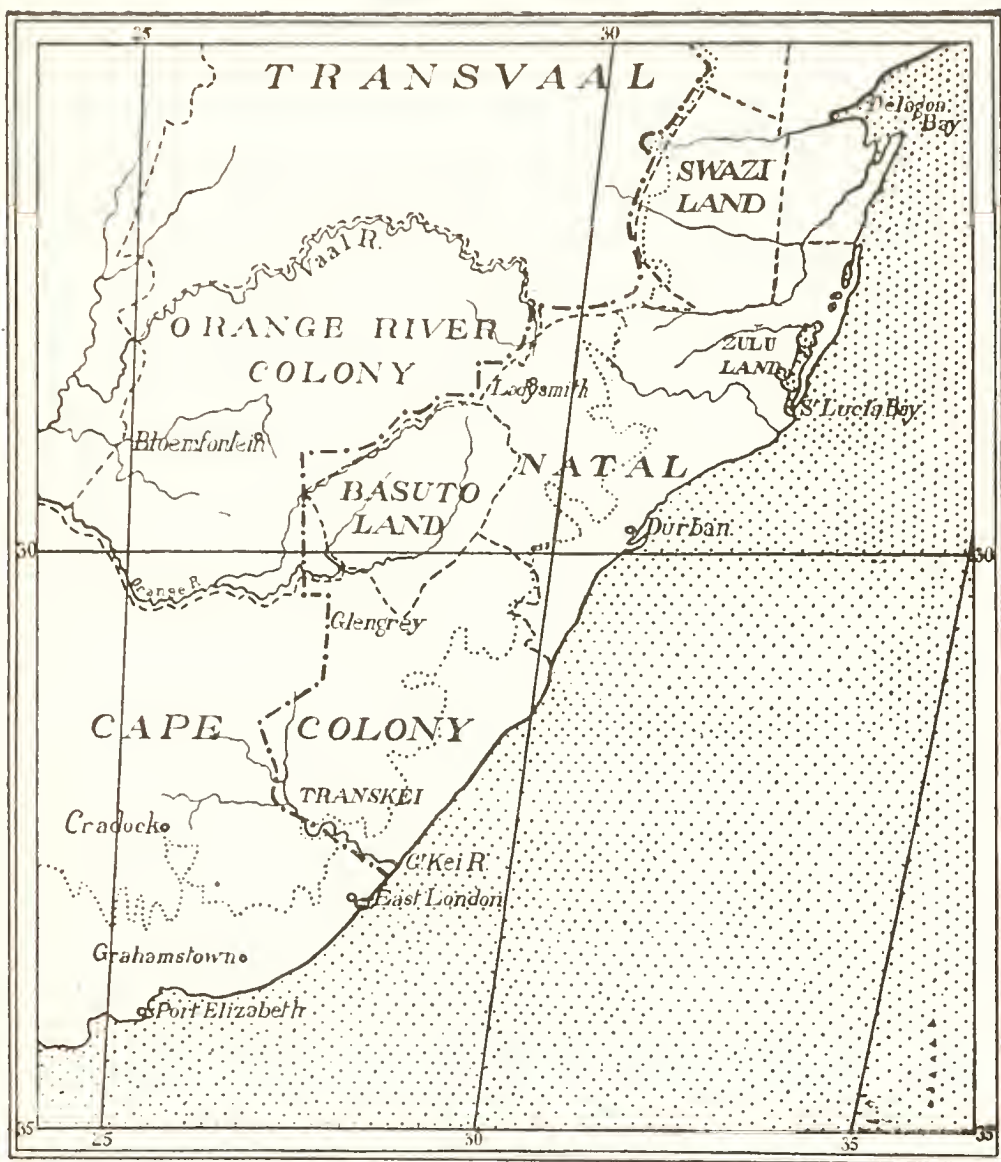 25 30
TRANSVAAL
Delagoa
Bay
SWAZI
LAND
Vaal R.
ORANGE RIVER
COLONY
ZULU
LAND
Ladysmith
St Lucia Bay
Bloemfontein
NATAL
BASUTO
LAND
Durban
30 30
Orange R.
Glengrey
CAPE COLONY
TRANSKEI
Cradock
Gt Kei R.
East London
Grahamstown
Port Elizabeth
35 35
25 30 35